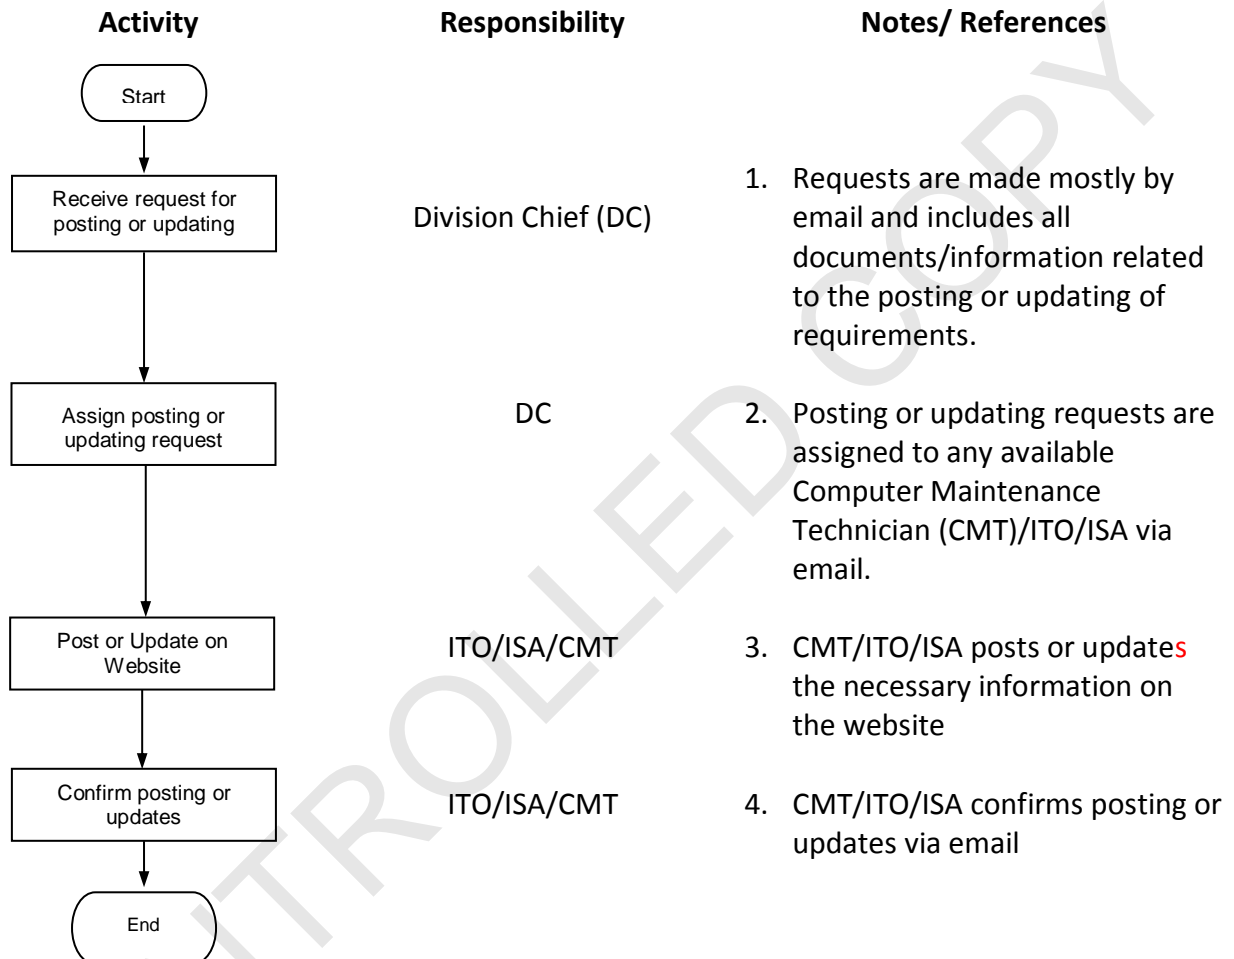 Activity Responsibility Notes/ References
Start
Receive request for
posting or updating
Division Chief (DC)
1. Requests are made mostly by
email and includes all
documents/information related
to the posting or updating of
requirements.
Assign posting or
updating request
DC
2. Posting or updating requests are
assigned to any available
Computer Maintenance
Technician (CMT)/ITO/ISA via
email.
Post or Update on
Website
ITO/ISA/CMT
3. CMT/ITO/ISA posts or updates
the necessary information on
the website
Confirm posting or
updates
ITO/ISA/CMT
4. CMT/ITO/ISA confirms posting or
updates via email
End
TROLLED COPY